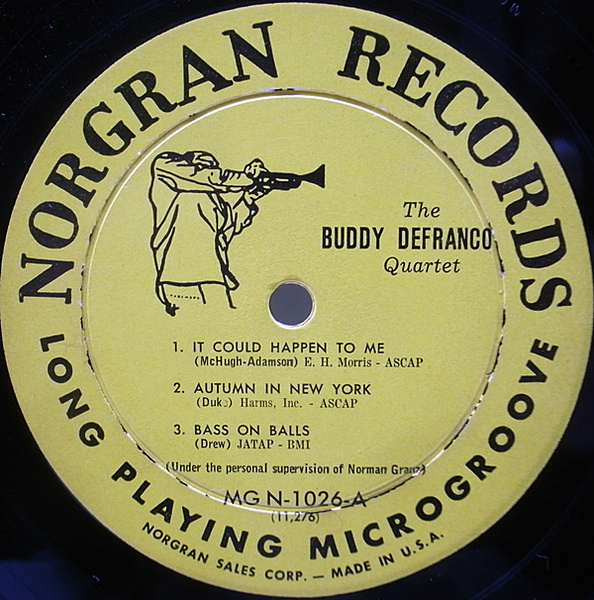 NORGRAN RECORDS
The
BUDDY DEFRANCO
Quartet
1. IT COULD HAPPEN TO ME
(McHugh-Adamson) E. H. Morris - ASCAP
2. AUTUMN IN NEW YORK
(Duke) Harms, Inc. - ASCAP
3. BASS ON BALLS
(Drew) JATAP - BMI
(Under the personal supervision of Norman Granz)
MG N-1026-A
(11,276)
LONG PLAYING MICROGROOVE
NORGRAN SALES CORP. — MADE IN U.S.A.